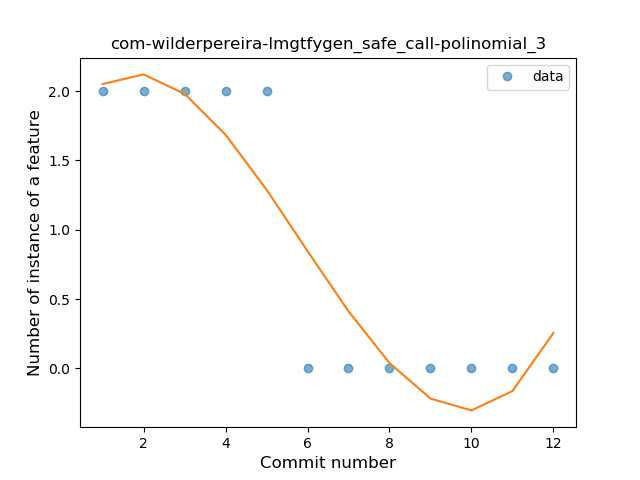 com-wilderpereira-lmgtfygen_safe_call-polinomial_3
data
Number of instance of a feature
2.0
1.5
1.0
0.5
0.0
2 4 6 8 10 12
Commit number